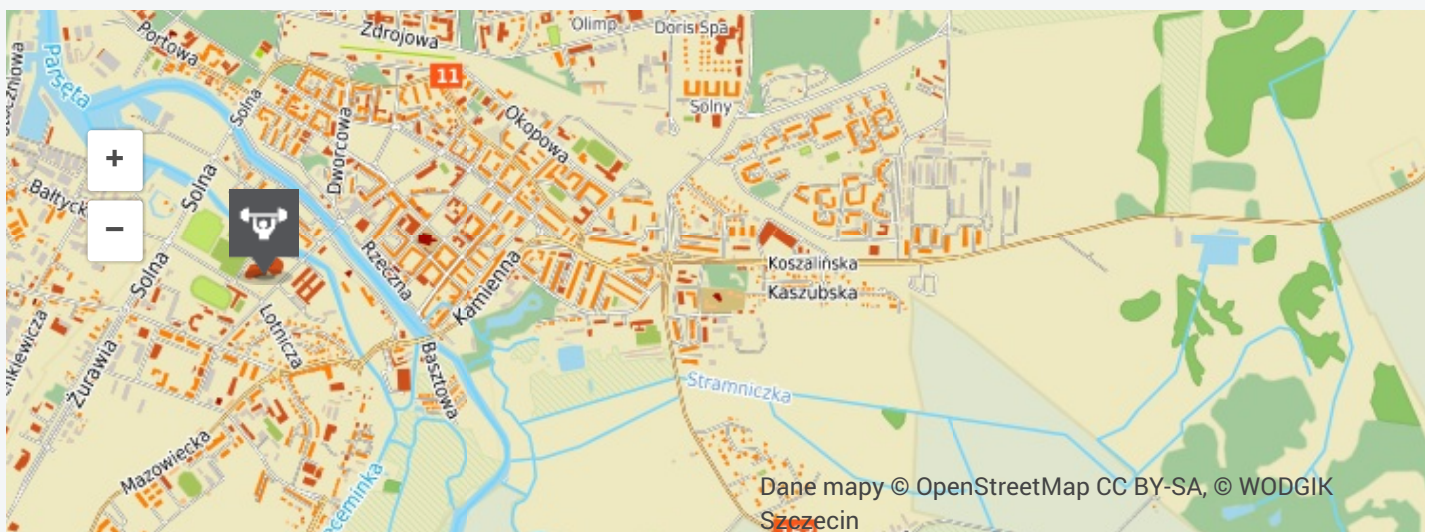 Portowa
Zdrojowa
Olimp
Doris Spa
11
Parsęta
Solny
Solna
Okopowa
Dworcowa
+
Solna
Bałtyck
−
Rzeczna
Kamienna
Koszalińska
Kaszubska
Solna
Lotnicza
Basztowa
Żurawia
Stramniczka
Mazowiecka
Dane mapy © OpenStreetMap CC BY-SA, © WODGIK
Szczecin